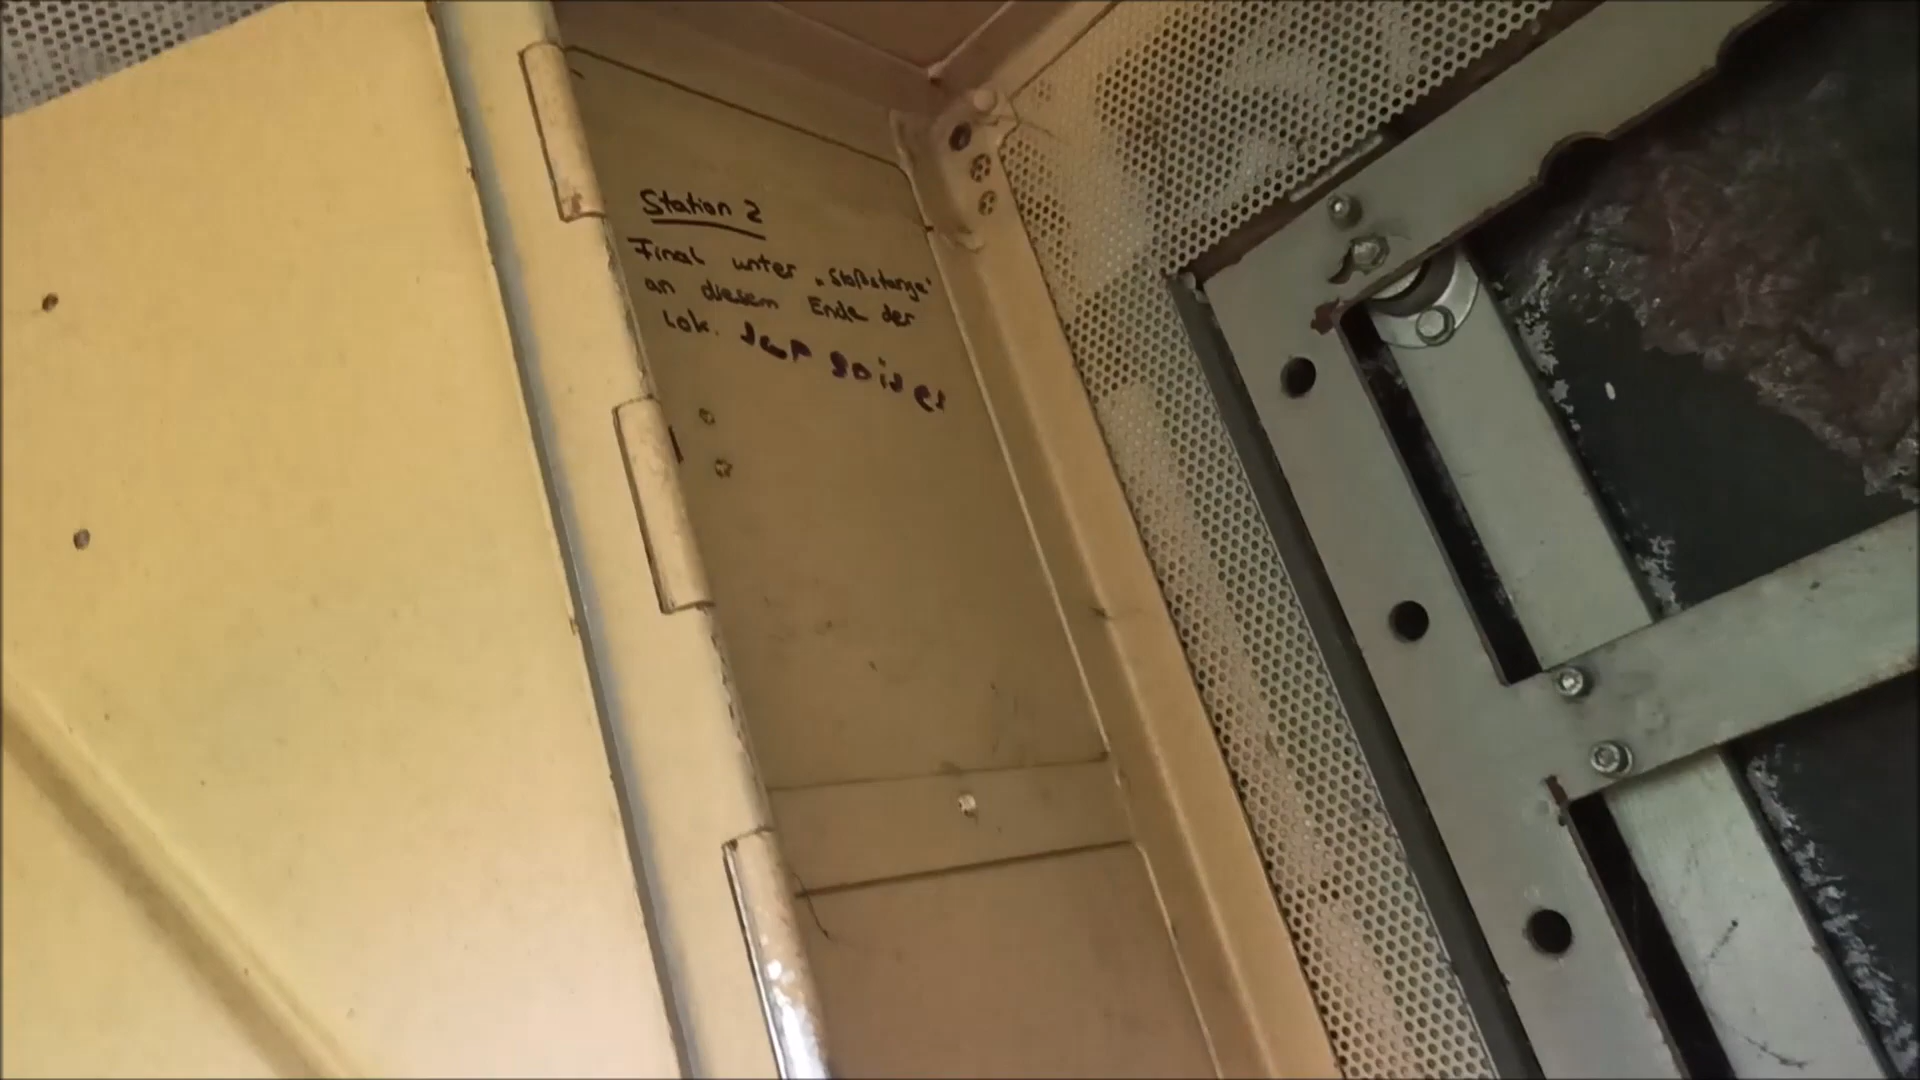 Station 2
Final unter „Stoßstange“
an diesem Ende der
Lok.